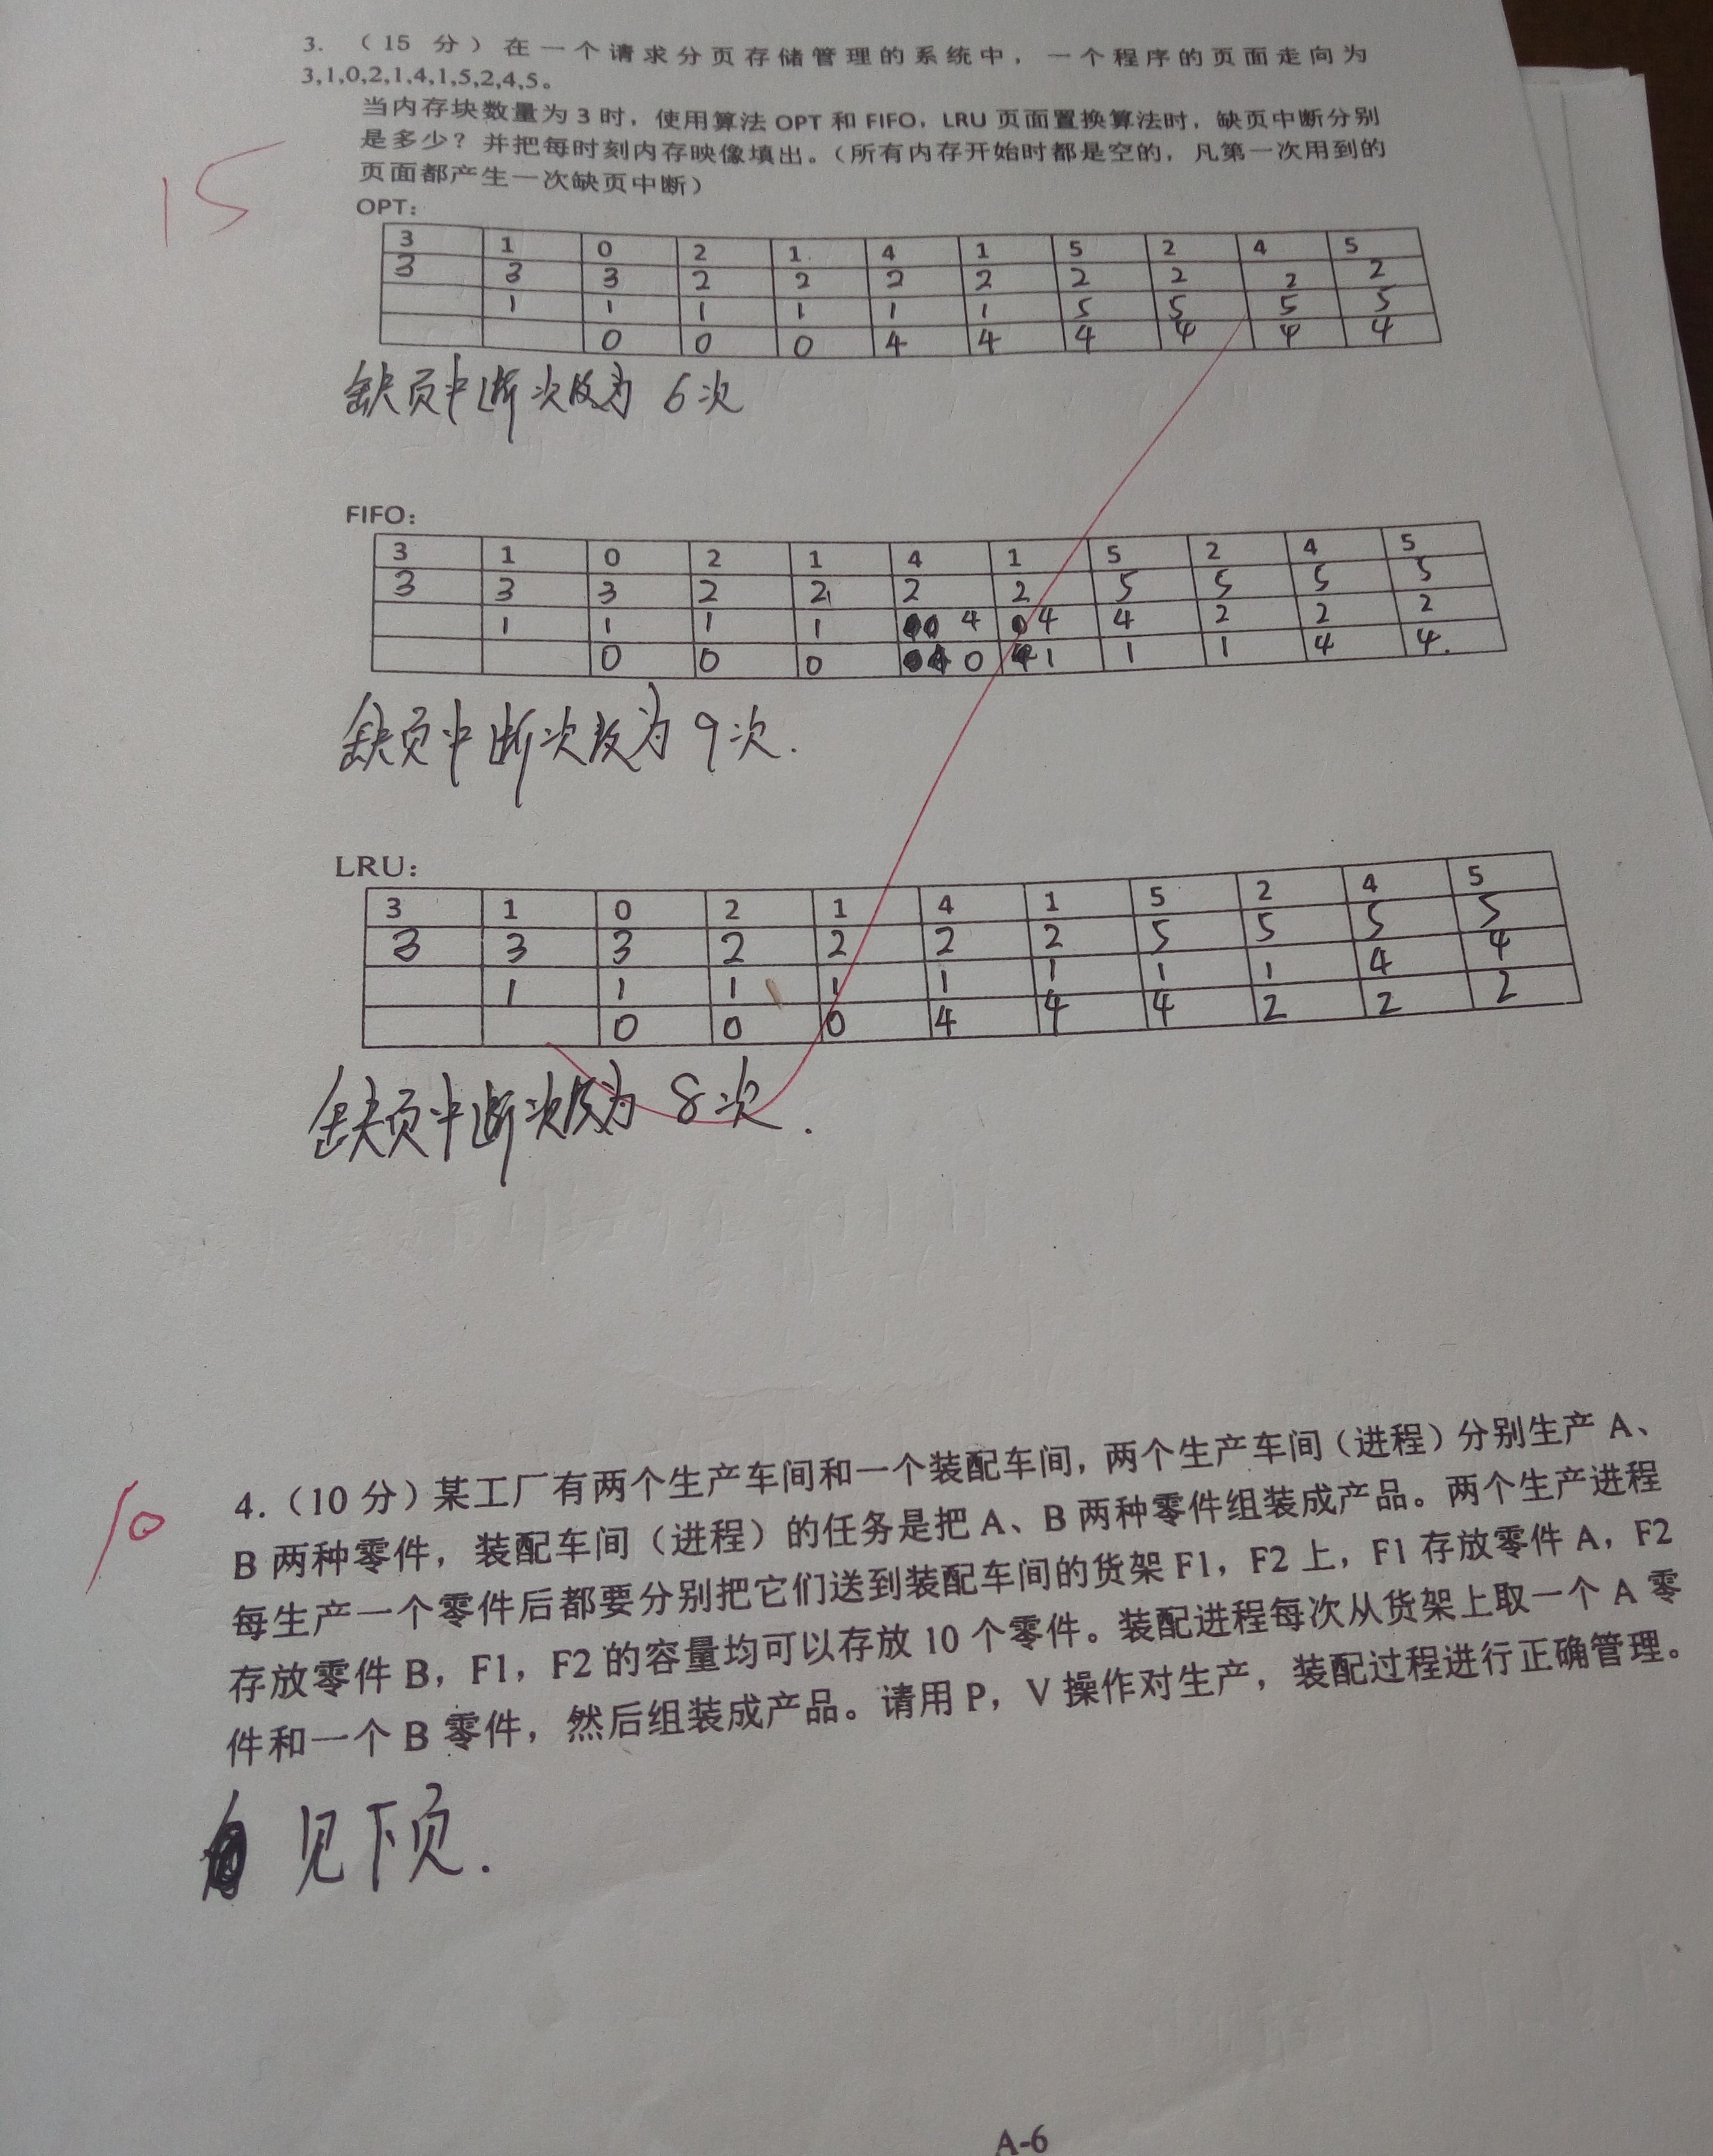 3. （15 分）在一个请求分页存储管理的系统中，一个程序的页面走向为
3,1,0,2,1,4,1,5,2,4,5。
当内存块数量为 3 时，使用算法 OPT 和 FIFO，LRU 页面置换算法时，缺页中断分别
是多少？并把每时刻内存映像填出。（所有内存开始时都是空的，凡第一次用到的
页面都产生一次缺页中断）
15
OPT：
3 1 0 2 1 4 1 5 2 4 5
3 3 3 2 2 2 2 2 2 2 2
1 1 1 1 1 1 5 5 5 5
0 0 0 4 4 4 4 4 4
缺页中断次数为 6次
FIFO：
3 1 0 2 1 4 1 5 2 4 5
3 3 3 2 2 2 2 5 5 5 5
1 1 1 1 4 4 4 2 2 2
0 0 0 0 1 1 1 4 4.
缺页中断次数为 9次.
LRU：
3 1 0 2 1 4 1 5 2 4 5
3 3 3 2 2 2 2 5 5 5 5
1 1 1 1 1 1 1 1 4 4
0 0 0 4 4 4 2 2 2
缺页中断次数为 8次.
10
4.（10 分）某工厂有两个生产车间和一个装配车间，两个生产车间（进程）分别生产 A、
B 两种零件，装配车间（进程）的任务是把 A、B 两种零件组装成产品。两个生产进程
每生产一个零件后都要分别把它们送到装配车间的货架 F1，F2 上，F1 存放零件 A，F2
存放零件 B，F1，F2 的容量均可以存放 10 个零件。装配进程每次从货架上取一个 A 零
件和一个 B 零件，然后组装成产品。请用 P，V 操作对生产，装配过程进行正确管理。
见下页.
A-6